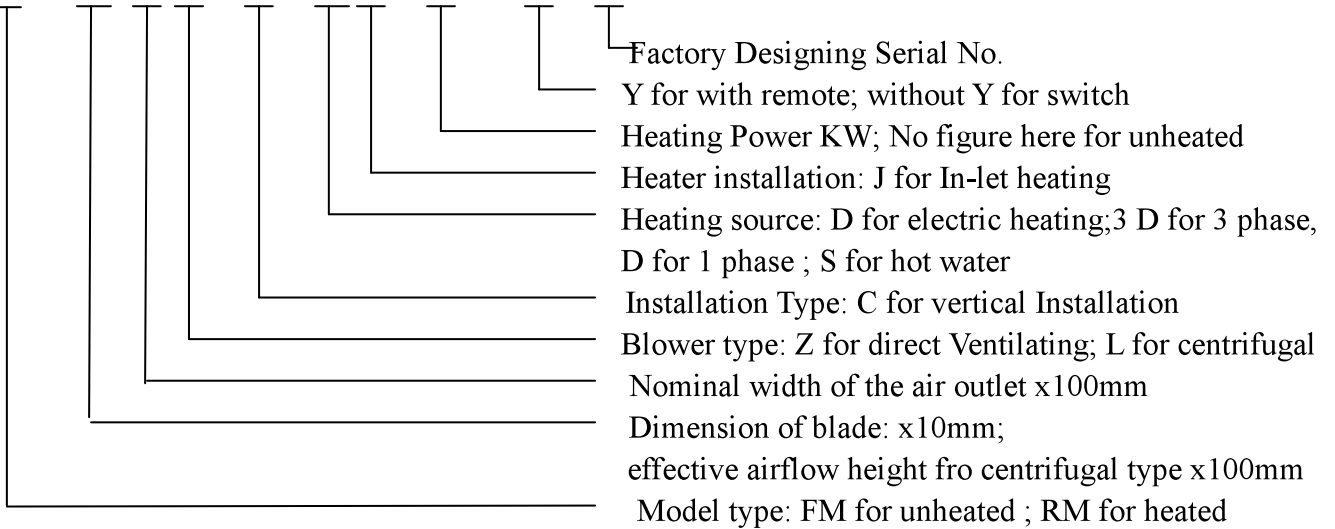 Factory Designing Serial No.
Y for with remote; without Y for switch
Heating Power KW; No figure here for unheated
Heater installation: J for In-let heating
Heating source: D for electric heating;3 D for 3 phase,
D for 1 phase ; S for hot water
Installation Type: C for vertical Installation
Blower type: Z for direct Ventilating; L for centrifugal
Nominal width of the air outlet x100mm
Dimension of blade: x10mm;
effective airflow height fro centrifugal type x100mm
Model type: FM for unheated ; RM for heated